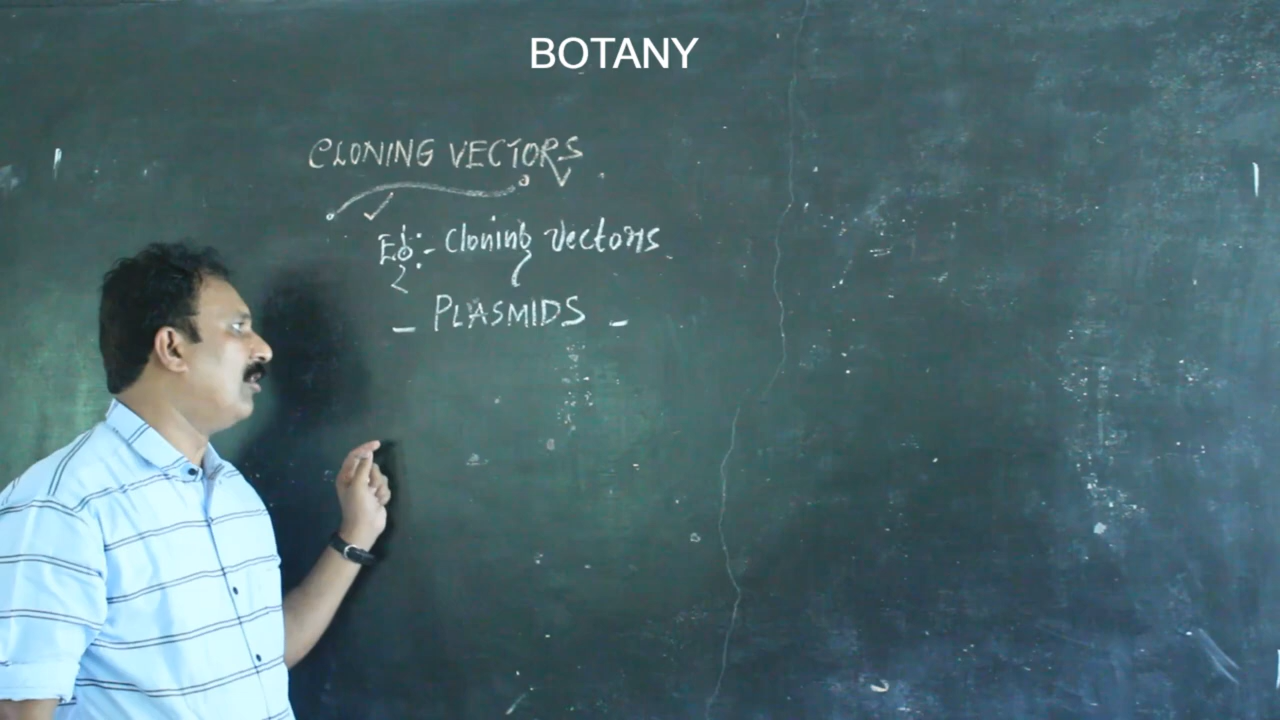 BOTANY
CLONING VECTORS
Eg:- Cloning Vectors
- PLASMIDS -